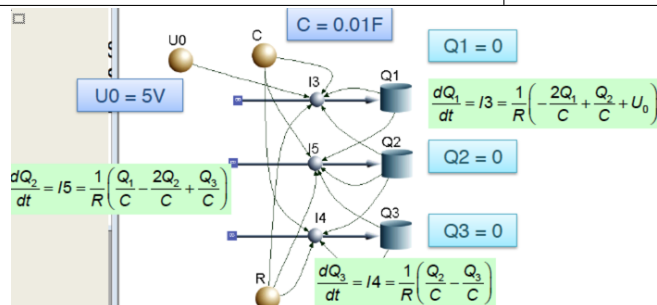 C = 0.01F
U0
C
Q1 = 0
I3
Q1
U0 = 5V
dQ₁/dt = I3 = 1/R(-2Q₁/C + Q₂/C + U₀)
I5
Q2
Q2 = 0
dQ₂/dt = I5 = 1/R(Q₁/C - 2Q₂/C + Q₃/C)
I4
Q3
Q3 = 0
R
dQ₃/dt = I4 = 1/R(Q₂/C - Q₃/C)